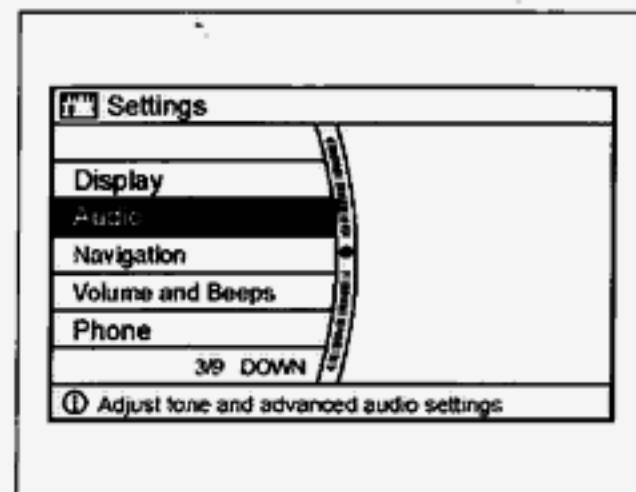 Settings
Display
Audio
Navigation
Volume and Beeps
Phone
3/9 DOWN
Adjust tone and advanced audio settings